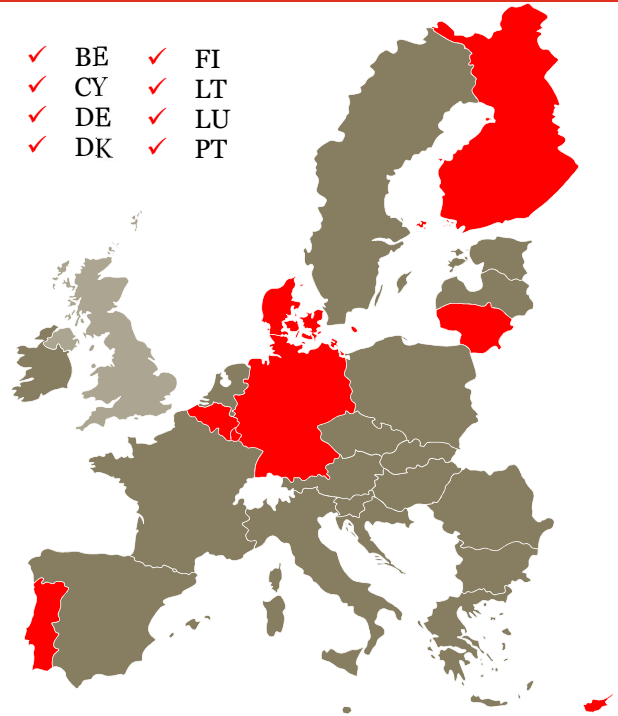 ✓ BE ✓ FI
✓ CY ✓ LT
✓ DE ✓ LU
✓ DK ✓ PT